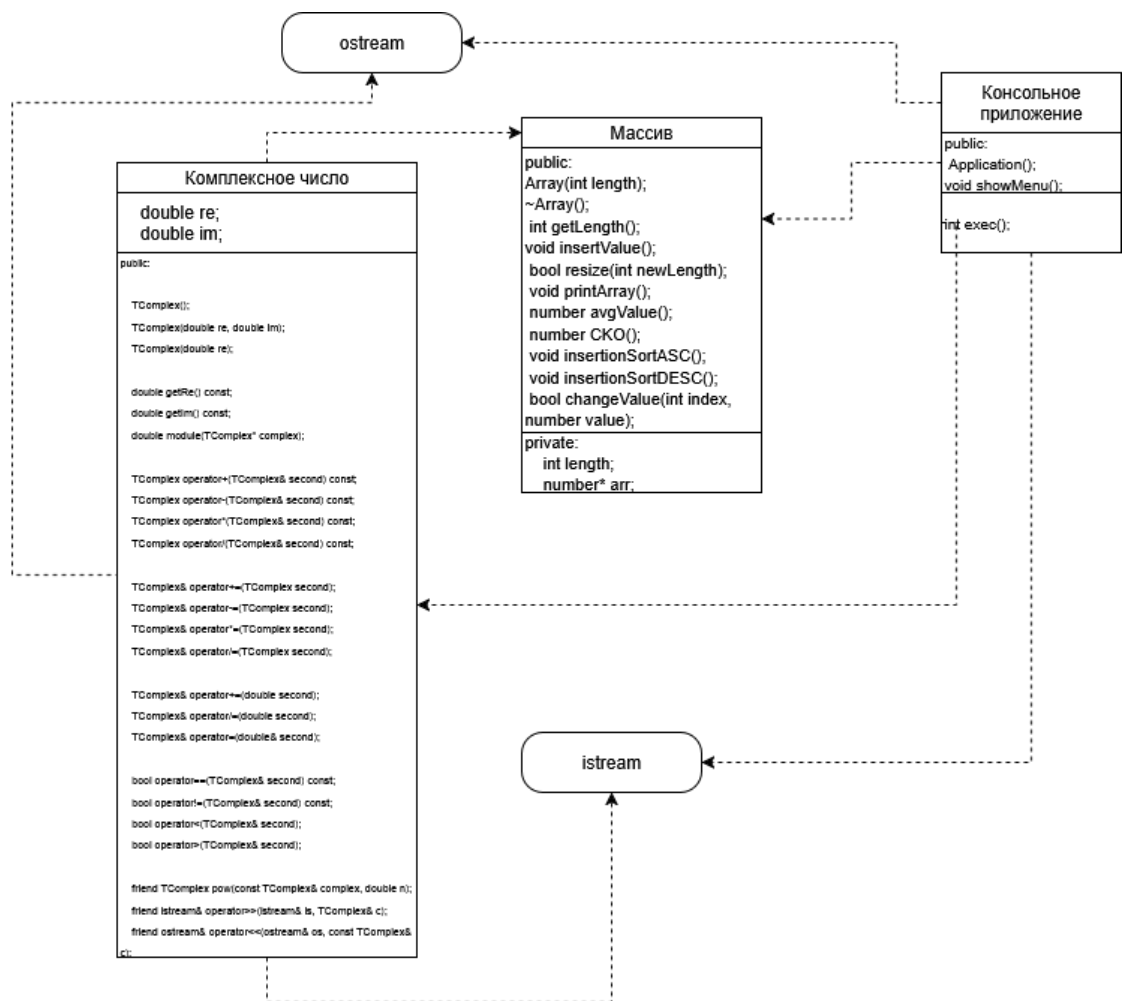 ostream
Консольное
приложение
public:
Application();
void showMenu();
int exec();
Массив
public:
Array(int length);
~Array();
int getLength();
void insertValue();
bool resize(int newLength);
void printArray();
number avgValue();
number CKO();
void insertionSortASC();
void insertionSortDESC();
bool changeValue(int index,
number value);
private:
int length;
number* arr;
Комплексное число
double re;
double im;
public:
TComplex();
TComplex(double re, double im);
TComplex(double re);
double getRe() const;
double getIm() const;
double module(TComplex* complex);
TComplex operator+(TComplex& second) const;
TComplex operator-(TComplex& second) const;
TComplex operator*(TComplex& second) const;
TComplex operator/(TComplex& second) const;
TComplex& operator+=(TComplex second);
TComplex& operator-=(TComplex second);
TComplex& operator*=(TComplex second);
TComplex& operator/=(TComplex second);
TComplex& operator+=(double second);
TComplex& operator/=(double second);
TComplex& operator=(double& second);
bool operator==(TComplex& second) const;
bool operator!=(TComplex& second) const;
bool operator<(TComplex& second);
bool operator>(TComplex& second);
friend TComplex pow(const TComplex& complex, double n);
friend istream& operator>>(istream& is, TComplex& c);
friend ostream& operator<<(ostream& os, const TComplex&
c);
istream